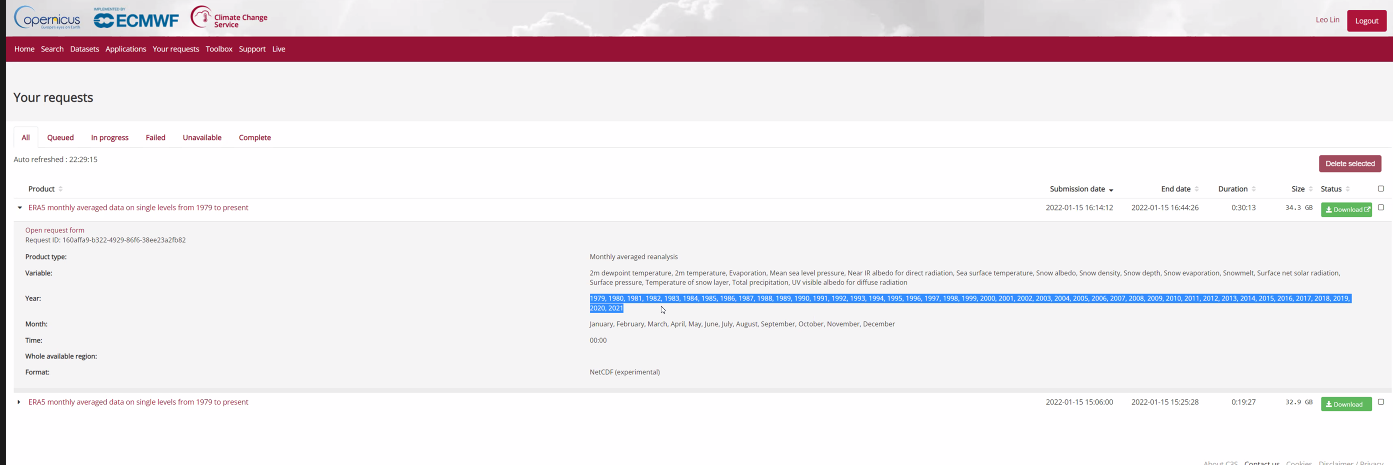 opernicus
IMPLEMENTED BY
ECMWF
Climate Change
Service
Leo Lin
Logout
Home Search Datasets Applications Your requests Toolbox Support Live
Your requests
All Queued In progress Failed Unavailable Complete
Auto refreshed : 22:29:15
Delete selected
Product Submission date End date Duration Size Status
ERA5 monthly averaged data on single levels from 1979 to present 2022-01-15 16:14:12 2022-01-15 16:44:26 0:30:13 34.3 GB Download
Open request form
Request ID: 160affa9-b322-4929-86f6-38ee23a2fb82
Product type: Monthly averaged reanalysis
Variable: 2m dewpoint temperature, 2m temperature, Evaporation, Mean sea level pressure, Near IR albedo for direct radiation, Sea surface temperature, Snow albedo, Snow density, Snow depth, Snow evaporation, Snowmelt, Surface net solar radiation,
Surface pressure, Temperature of snow layer, Total precipitation, UV visible albedo for diffuse radiation
Year: 1979, 1980, 1981, 1982, 1983, 1984, 1985, 1986, 1987, 1988, 1989, 1990, 1991, 1992, 1993, 1994, 1995, 1996, 1997, 1998, 1999, 2000, 2001, 2002, 2003, 2004, 2005, 2006, 2007, 2008, 2009, 2010, 2011, 2012, 2013, 2014, 2015, 2016, 2017, 2018, 2019,
2020, 2021
Month: January, February, March, April, May, June, July, August, September, October, November, December
Time: 00:00
Whole available region:
Format: NetCDF (experimental)
ERA5 monthly averaged data on single levels from 1979 to present 2022-01-15 15:06:00 2022-01-15 15:25:28 0:19:27 32.9 GB Download
About C3S Contact us Cookies Disclaimer / Privacy